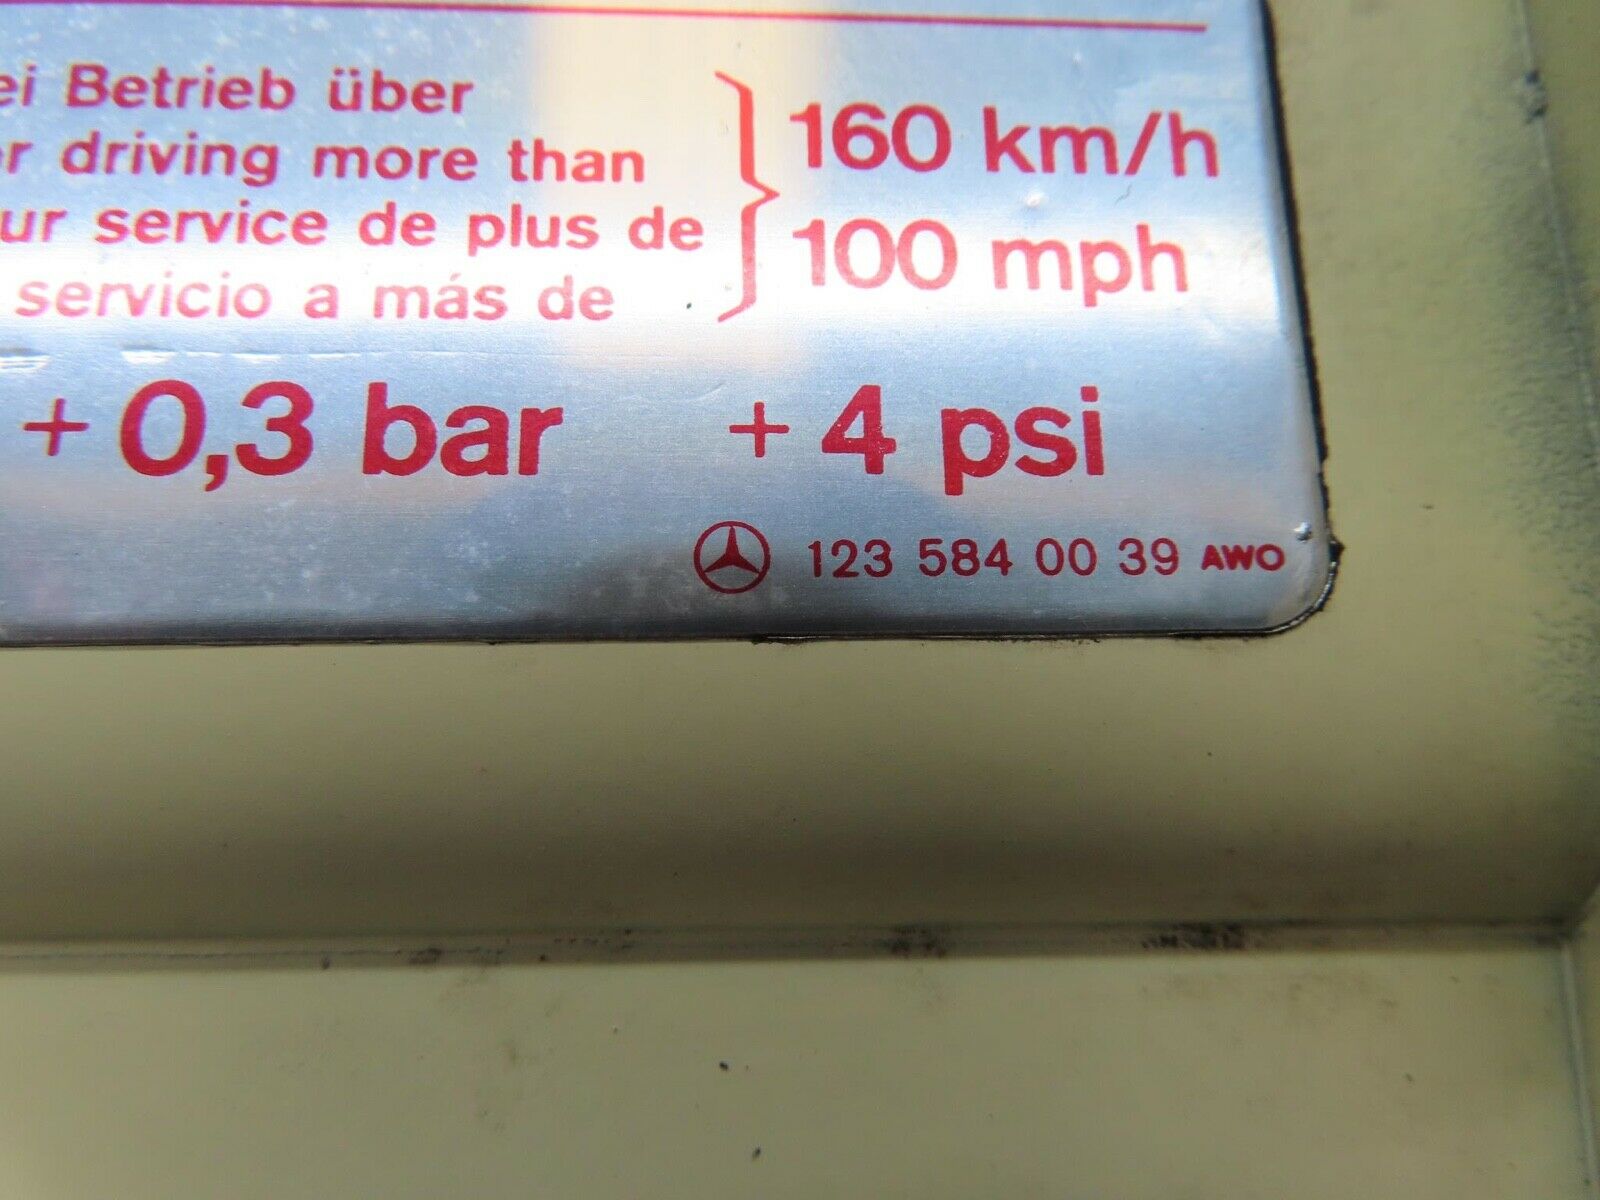 ei Betrieb über
or driving more than
ur service de plus de
servicio a más de
160 km/h
100 mph
+ 0,3 bar + 4 psi
123 584 00 39 AWO